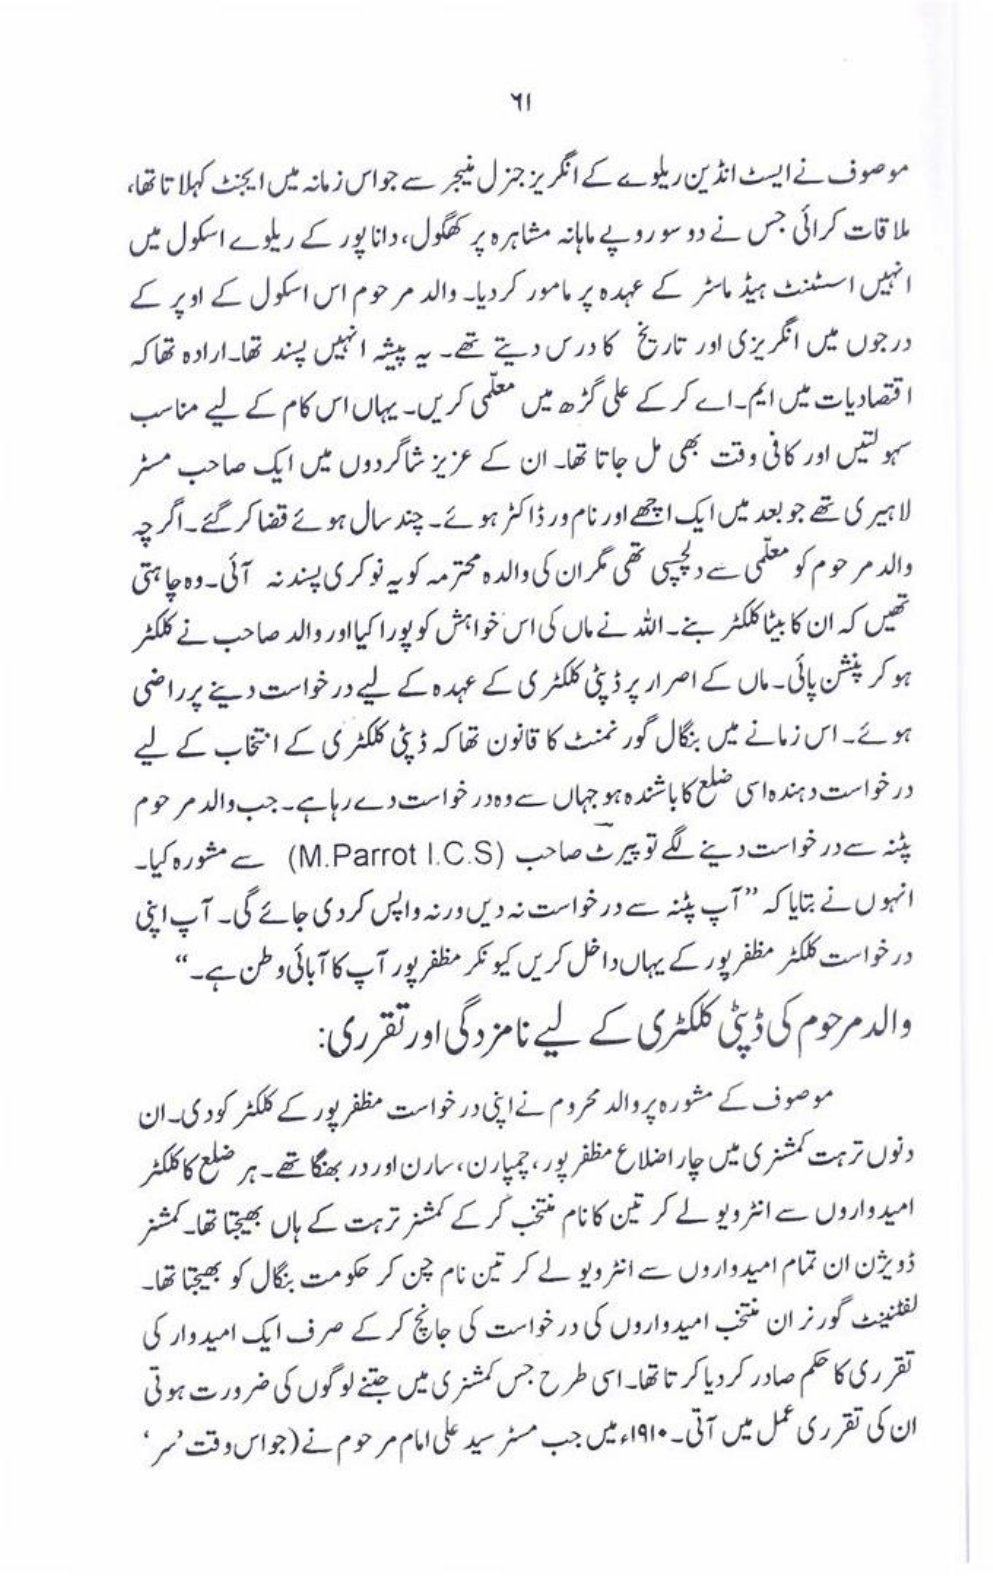 ٦١
موصوف نے ایسٹ انڈین ریلوے کے انگریز جنرل منیجر سے جو اس زمانہ میں ایجنٹ کہلاتا تھا،
ملاقات کرائی جس نے دو سو روپے ماہانہ مشاہرہ پر کھگول، داناپور کے ریلوے اسکول میں
انہیں اسسٹنٹ ہیڈ ماسٹر کے عہدہ پر مامور کردیا۔ والد مرحوم اس اسکول کے اوپر کے
درجوں میں انگریزی اور تاریخ کا درس دیتے تھے۔ یہ پیشہ انہیں پسند تھا۔ ارادہ تھا کہ
اقتصادیات میں ایم۔اے کر کے علی گڑھ میں معلّمی کریں۔ یہاں اس کام کے لیے مناسب
سہولتیں اور کافی وقت بھی مل جاتا تھا۔ ان کے عزیز شاگردوں میں ایک صاحب مسٹر
لاہیری تھے جو بعد میں ایک اچھے اور نام ور ڈاکٹر ہوئے۔ چند سال ہوئے قضا کر گئے۔ اگرچہ
والد مرحوم کو معلّمی سے دلچسپی تھی مگر ان کی والدہ محترمہ کو یہ نوکری پسند نہ آئی۔ وہ چاہتی
تھیں کہ ان کا بیٹا کلکٹر بنے۔ اللہ نے ماں کی اس خواہش کو پورا کیا اور والد صاحب نے کلکٹر
ہو کر پنشن پائی۔ ماں کے اصرار پر ڈپٹی کلکٹری کے عہدہ کے لیے درخواست دینے پر راضی
ہوئے۔ اس زمانے میں بنگال گورنمنٹ کا قانون تھا کہ ڈپٹی کلکٹری کے انتخاب کے لیے
درخواست دہندہ اسی ضلع کا باشندہ ہو جہاں سے وہ درخواست دے رہا ہے۔ جب والد مرحوم
پٹنہ سے درخواست دینے لگے تو پیرٹ صاحب (M.Parrot I.C.S) سے مشورہ کیا۔
انہوں نے بتایا کہ ”آپ پٹنہ سے درخواست نہ دیں ورنہ واپس کردی جائے گی۔ آپ اپنی
درخواست کلکٹر مظفرپور کے یہاں داخل کریں کیونکر مظفرپور آپ کا آبائی وطن ہے۔“
والد مرحوم کی ڈپٹی کلکٹری کے لیے نامزدگی اور تقرری:
موصوف کے مشورہ پر والد محروم نے اپنی درخواست مظفرپور کے کلکٹر کو دی۔ ان
دنوں ترہت کمشنری میں چار اضلاع مظفرپور، چمپارن، سارن اور دربھنگا تھے۔ ہر ضلع کا کلکٹر
امیدواروں سے انٹرویو لے کر تین کا نام منتخب کر کے کمشنر ترہت کے ہاں بھیجتا تھا۔ کمشنر
ڈویژن ان تمام امیدواروں سے انٹرویو لے کر تین نام چن کر حکومت بنگال کو بھیجتا تھا۔
لفٹنینٹ گورنر ان منتخب امیدواروں کی درخواست کی جانچ کر کے صرف ایک امیدوار کی
تقرری کا حکم صادر کر دیا کرتا تھا۔ اسی طرح جس کمشنری میں جتنے لوگوں کی ضرورت ہوتی
ان کی تقرری عمل میں آتی۔ ۱۹۱۰ء میں جب مسٹر سید علی امام مرحوم نے (جو اس وقت ’سر‘